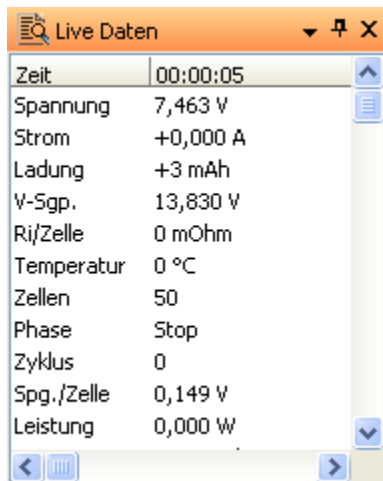 Live Daten
Zeit 00:00:05
Spannung 7,463 V
Strom +0,000 A
Ladung +3 mAh
V-Sgp. 13,830 V
Ri/Zelle 0 mOhm
Temperatur 0 °C
Zellen 50
Phase Stop
Zyklus 0
Spg./Zelle 0,149 V
Leistung 0,000 W